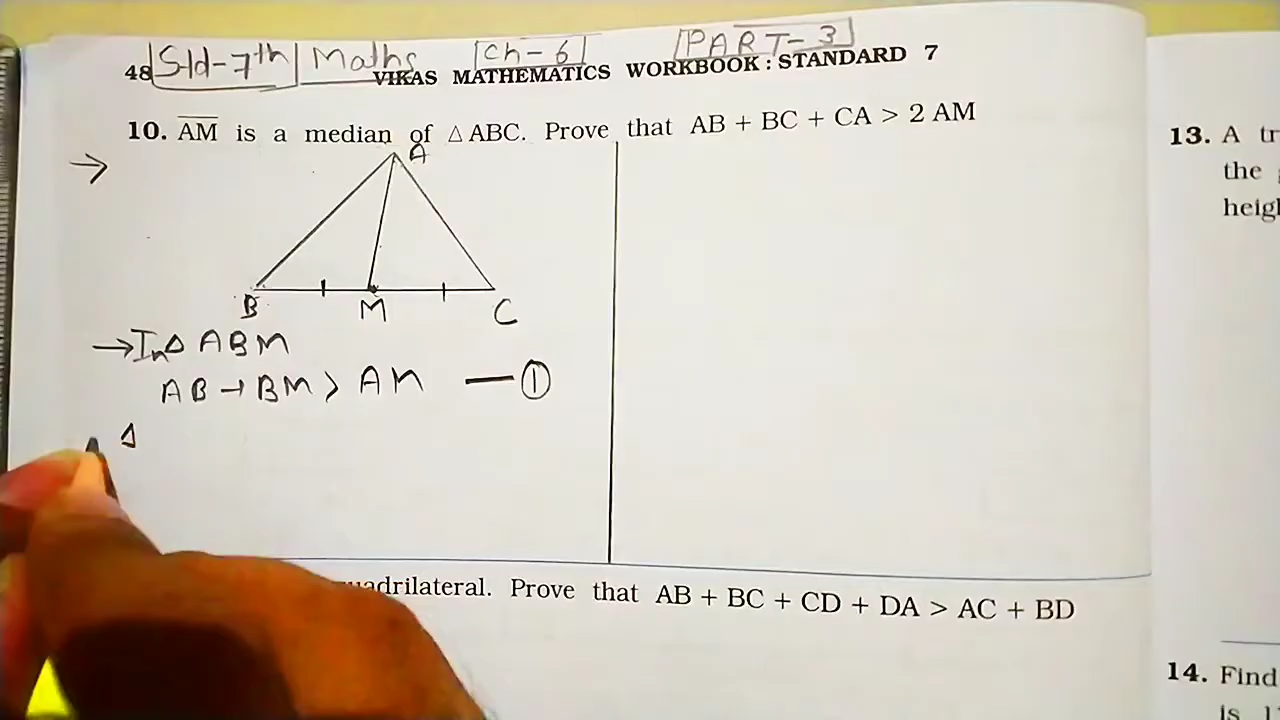 48 Std-7th Maths Ch-6 PART-3
VIKAS MATHEMATICS WORKBOOK : STANDARD 7
10. AM is a median of △ ABC. Prove that AB + BC + CA > 2 AM
A
B M C
→ In △ ABM
AB + BM > AM — ①
△
uadrilateral. Prove that AB + BC + CD + DA > AC + BD
13. A tr
the
heigh
14. Find
is 1